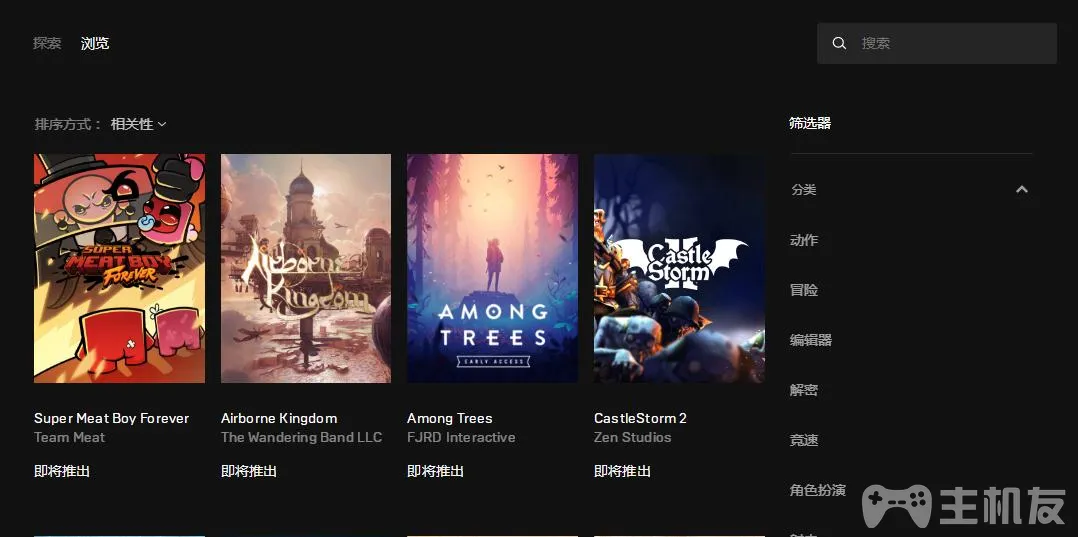 探索 浏览
搜索
排序方式： 相关性
筛选器
SUPER
MEAT BOY
FOREVER
Airborne
Kingdom
AMONG
TREES
EARLY ACCESS
Castle
Storm
II
Super Meat Boy Forever
Team Meat
即将推出
Airborne Kingdom
The Wandering Band LLC
即将推出
Among Trees
FJRD Interactive
即将推出
CastleStorm 2
Zen Studios
即将推出
分类
动作
冒险
编辑器
解密
竞速
角色扮演
主机友